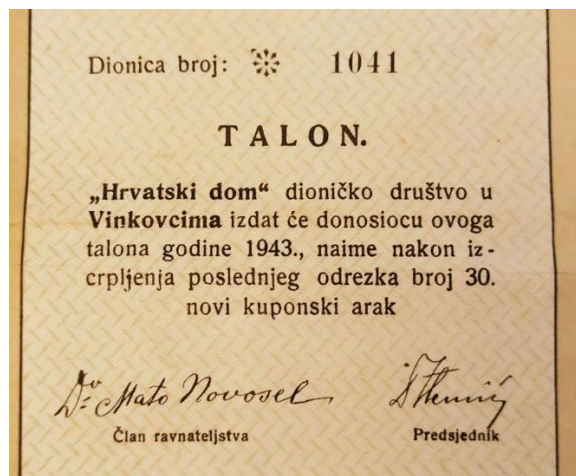 Dionica broj: 1041
TALON.
„Hrvatski dom“ dioničko društvo u
Vinkovcima izdat će donosiocu ovoga
talona godine 1943., naime nakon iz-
crpljenja poslednjeg odrezka broj 30.
novi kuponski arak
Dr Mato Novosel
Član ravnateljstva
Predsjednik